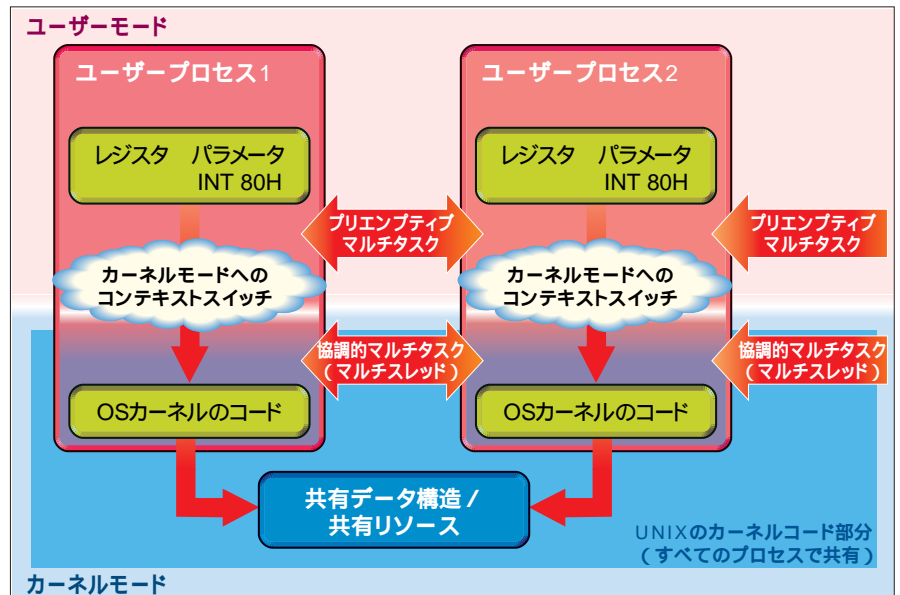 ユーザーモード
ユーザープロセス1
ユーザープロセス2
レジスタ　パラメータ
INT 80H
レジスタ　パラメータ
INT 80H
プリエンプティブ
マルチタスク
プリエンプティブ
マルチタスク
カーネルモードへの
コンテキストスイッチ
カーネルモードへの
コンテキストスイッチ
協調的マルチタスク
(マルチスレッド)
協調的マルチタスク
(マルチスレッド)
OSカーネルのコード
OSカーネルのコード
共有データ構造 /
共有リソース
UNIXのカーネルコード部分
(すべてのプロセスで共有)
カーネルモード